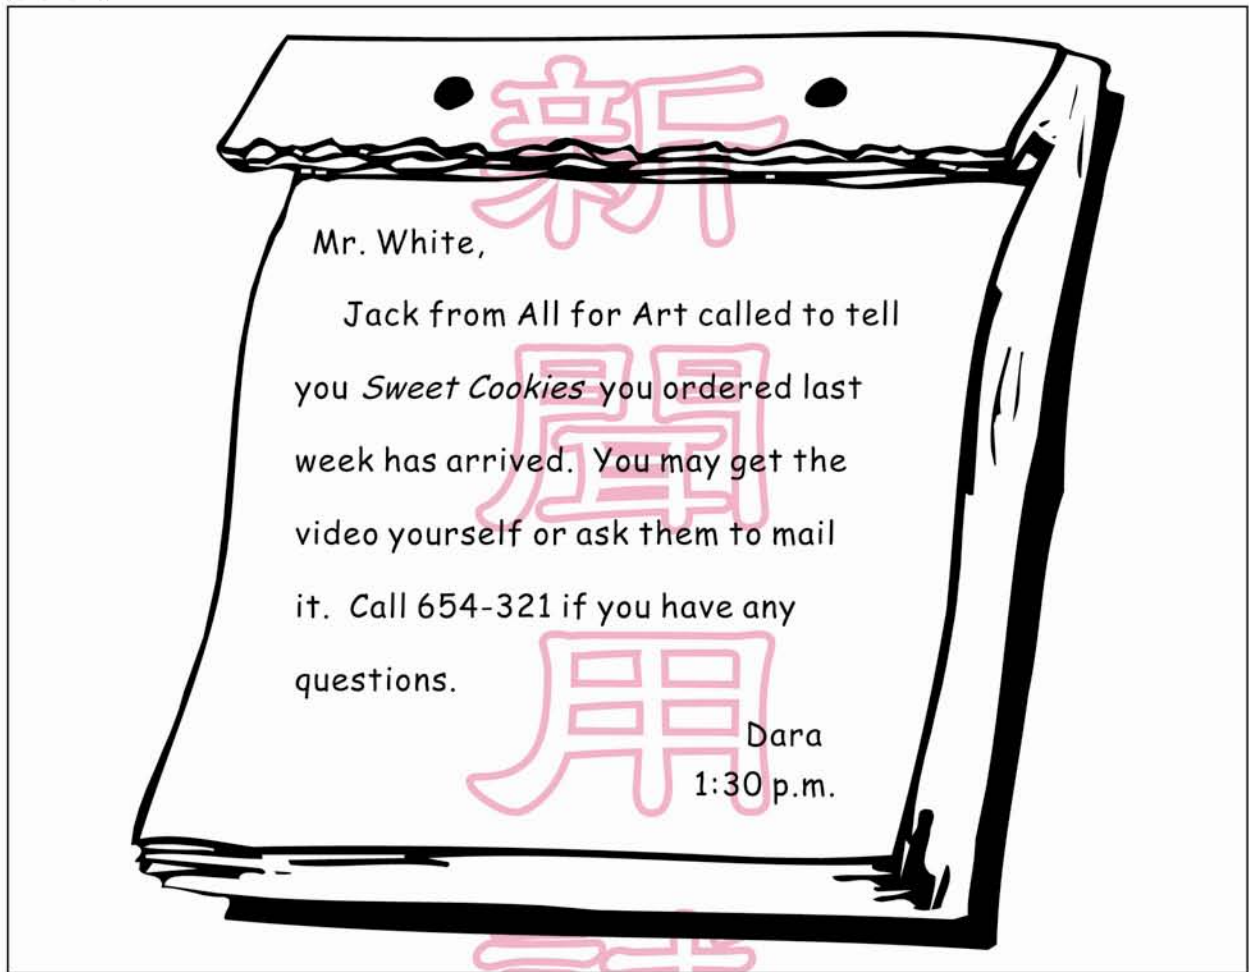 Mr. White,
Jack from All for Art called to tell
you Sweet Cookies you ordered last
week has arrived. You may get the
video yourself or ask them to mail
it. Call 654-321 if you have any
questions.
Dara
1:30 p.m.
新
聞
用